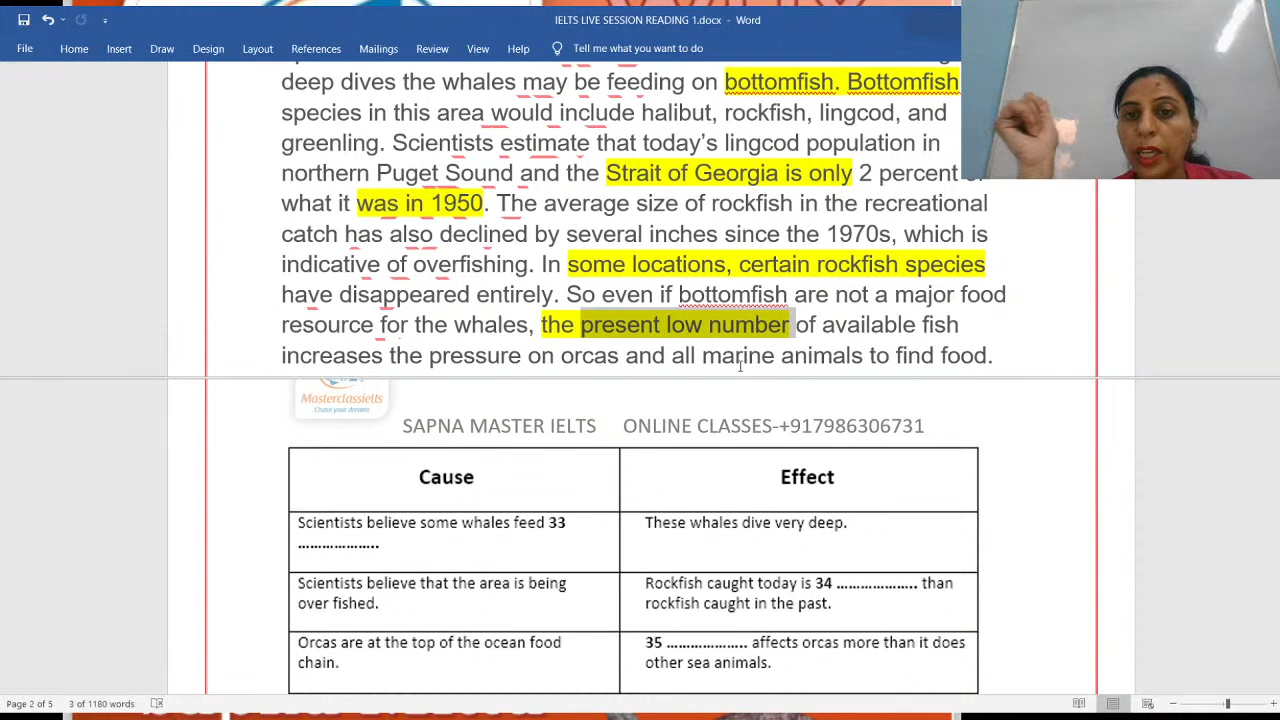 IELTS LIVE SESSION READING 1.docx - Word
File Home Insert Draw Design Layout References Mailings Review View Help Tell me what you want to do
deep dives the whales may be feeding on bottomfish. Bottomfish
species in this area would include halibut, rockfish, lingcod, and
greenling. Scientists estimate that today’s lingcod population in
northern Puget Sound and the Strait of Georgia is only 2 percent
what it was in 1950. The average size of rockfish in the recreational
catch has also declined by several inches since the 1970s, which is
indicative of overfishing. In some locations, certain rockfish species
have disappeared entirely. So even if bottomfish are not a major food
resource for the whales, the present low number of available fish
increases the pressure on orcas and all marine animals to find food.
Masterclassielts
Chase your dreams
SAPNA MASTER IELTS ONLINE CLASSES-+917986306731
Cause Effect
Scientists believe some whales feed 33 These whales dive very deep.
………………..
Scientists believe that the area is being Rockfish caught today is 34 ……………….. than
over fished. rockfish caught in the past.
Orcas are at the top of the ocean food 35 ……………….. affects orcas more than it does
chain. other sea animals.
Page 2 of 5 3 of 1180 words